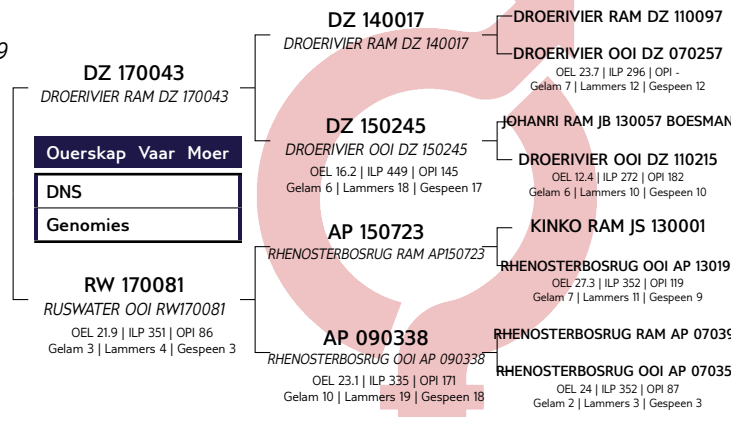 9
DZ 170043
DROERIVIER RAM DZ 170043
Ouerskap Vaar Moer
DNS
Genomies
RW 170081
RUSWATER OOI RW170081
OEL 21.9 | ILP 351 | OPI 86
Gelam 3 | Lammers 4 | Gespeen 3
DZ 140017
DROERIVIER RAM DZ 140017
DZ 150245
DROERIVIER OOI DZ 150245
OEL 16.2 | ILP 449 | OPI 145
Gelam 6 | Lammers 18 | Gespeen 17
AP 150723
RHENOSTERBOSRUG RAM AP150723
AP 090338
RHENOSTERBOSRUG OOI AP 090338
OEL 23.1 | ILP 335 | OPI 171
Gelam 10 | Lammers 19 | Gespeen 18
DROERIVIER RAM DZ 110097
DROERIVIER OOI DZ 070257
OEL 23.7 | ILP 296 | OPI -
Gelam 7 | Lammers 12 | Gespeen 12
JOHANRI RAM JB 130057 BOESMAN
DROERIVIER OOI DZ 110215
OEL 12.4 | ILP 272 | OPI 182
Gelam 6 | Lammers 10 | Gespeen 10
KINKO RAM JS 130001
RHENOSTERBOSRUG OOI AP 13019
OEL 27.3 | ILP 352 | OPI 119
Gelam 7 | Lammers 11 | Gespeen 9
RHENOSTERBOSRUG RAM AP 07039
RHENOSTERBOSRUG OOI AP 07035
OEL 24 | ILP 352 | OPI 87
Gelam 2 | Lammers 3 | Gespeen 3